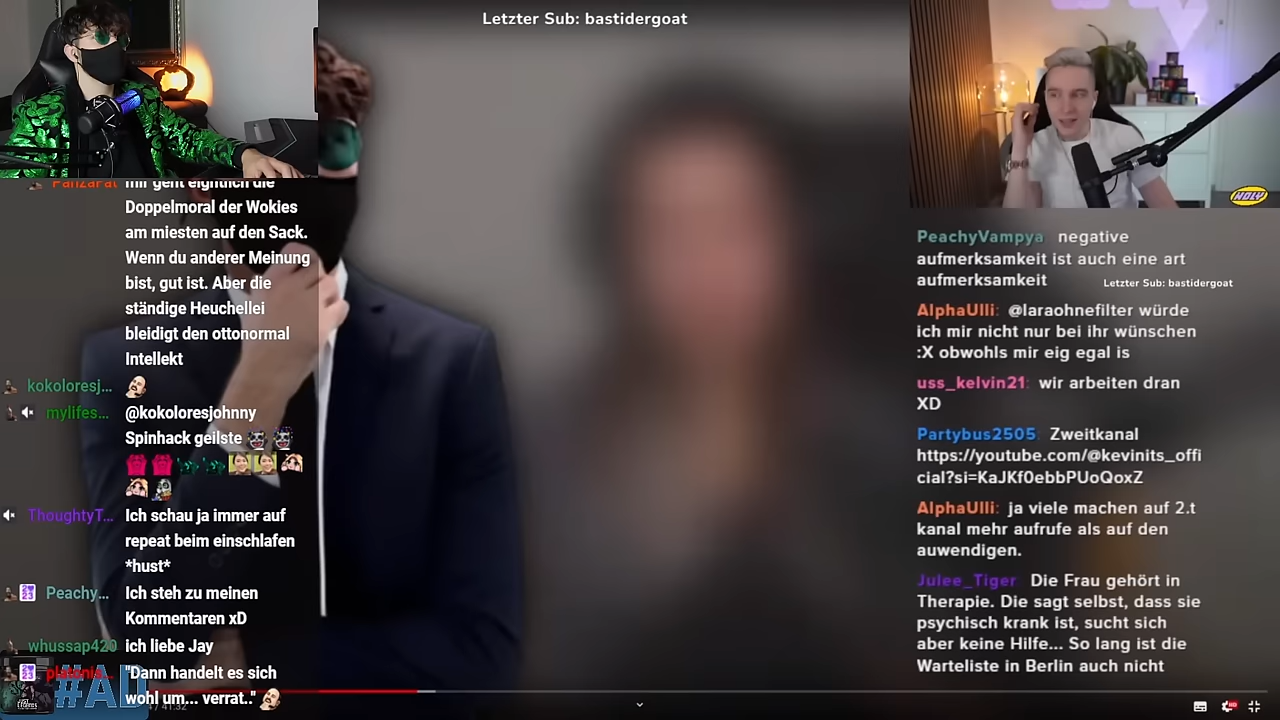 Letzter Sub: bastidergoat
PanzaPat
mir geht eigntlich die
Doppelmoral der Wokies
am miesten auf den Sack.
Wenn du anderer Meinung
bist, gut ist. Aber die
ständige Heuchellei
bleidigt den ottonormal
Intellekt
kokoloresj...
mylifes... @kokoloresjohnny
Spinhack geilste
ThoughtyT... Ich schau ja immer auf
repeat beim einschlafen
*hust*
Peachy... Ich steh zu meinen
Kommentaren xD
whussap420 ich liebe Jay
"Dann handelt es sich
wohl um... verrat.."
#AD
41:32
HOLY
PeachyVampya negative
aufmerksamkeit ist auch eine art
aufmerksamkeit
Letzter Sub: bastidergoat
AlphaUlli: @laraohnefilter würde
ich mir nicht nur bei ihr wünschen
:X obwohls mir eig egal is
uss_kelvin21: wir arbeiten dran
XD
Partybus2505: Zweitkanal
https://youtube.com/@kevinits_offi
cial?si=KaJKf0ebbPUoQoxZ
AlphaUlli: ja viele machen auf 2.t
kanal mehr aufrufe als auf den
auwendigen.
Julee_Tiger Die Frau gehört in
Therapie. Die sagt selbst, dass sie
psychisch krank ist, sucht sich
aber keine Hilfe... So lang ist die
Warteliste in Berlin auch nicht